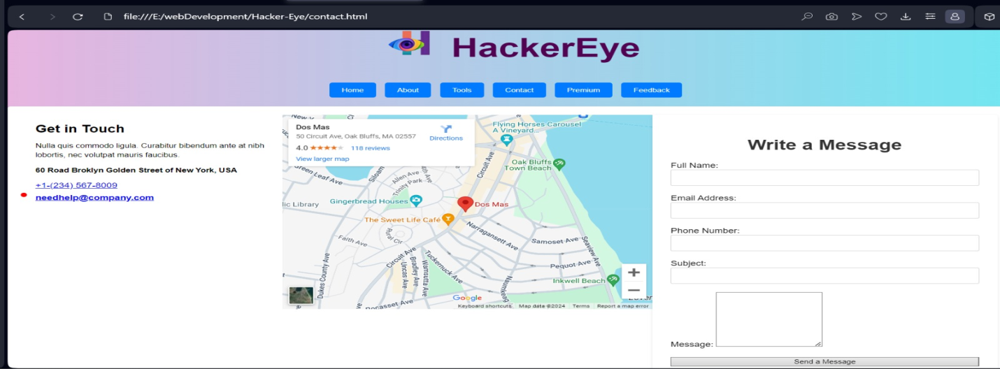 file:///E:/webDevelopment/Hacker-Eye/contact.html
HackerEye
Home
About
Tools
Contact
Premium
Feedback
Get in Touch
Nulla quis commodo ligula. Curabitur bibendum ante at nibh
lobortis, nec volutpat mauris faucibus.
60 Road Broklyn Golden Street of New York, USA
+1-(234) 567-8009
needhelp@company.com
Dos Mas
50 Circuit Ave, Oak Bluffs, MA 02557
4.0
118 reviews
View larger map
Directions
Flying Horses Carousel
A Vineyard...
Oak Bluffs
Town Beach
Circuit Ave
Green Leaf Ave
Siloam
Allen Ave
4th Ave
Trinity Park
Gingerbread Houses
lic Library
Dos Mas
The Sweet Life Café
Narragansett Ave
Faith Ave
Rural Cir
Samoset Ave
Seaview Ave
Circuit Ave
Tuckernuck Ave
Pequot Ave
Dukes County Ave
Uncas Ave
Bradley Ave
Wamsutta Ave
Naumkeag
Inkwell Beach
Pocasset Ave
Google
Keyboard shortcuts
Map data ©2024
Terms
Report a map error
Write a Message
Full Name:
Email Address:
Phone Number:
Subject:
Message:
Send a Message